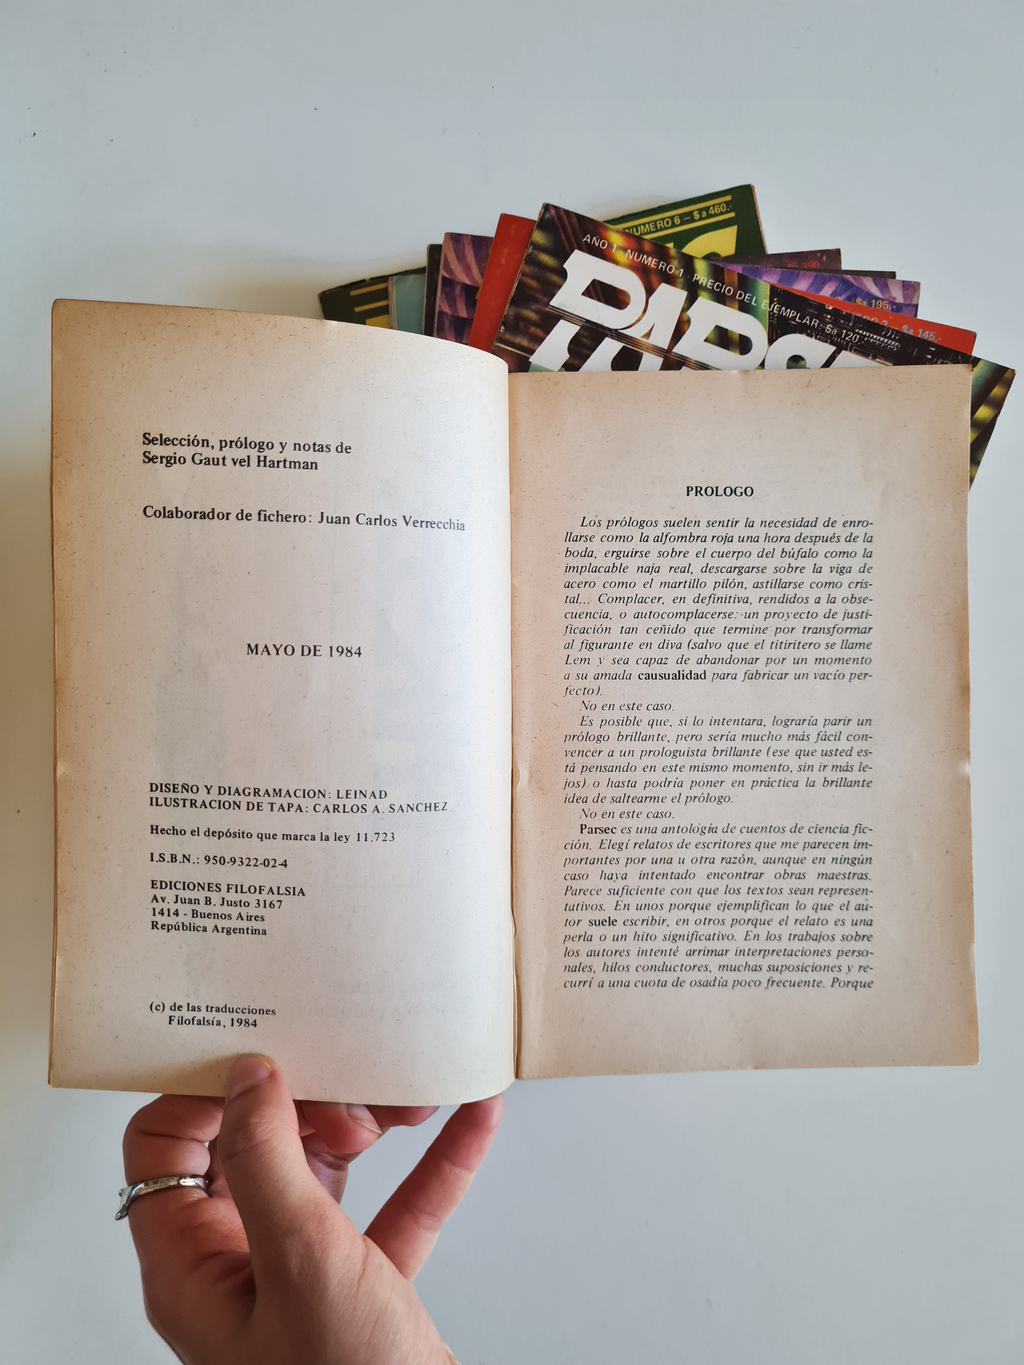 NUMERO 6 – $a 460.-
AÑO 1 NUMERO 1 - PRECIO DEL EJEMPLAR: $a 120.-
$a 195.-
$a 145.-
Selección, prólogo y notas de
Sergio Gaut vel Hartman
Colaborador de fichero: Juan Carlos Verrecchia
MAYO DE 1984
DISEÑO Y DIAGRAMACION: LEINAD
ILUSTRACION DE TAPA: CARLOS A. SANCHEZ
Hecho el depósito que marca la ley 11.723
I.S.B.N.: 950-9322-02-4
EDICIONES FILOFALSIA
Av. Juan B. Justo 3167
1414 - Buenos Aires
República Argentina
(c) de las traducciones
Filofalsía, 1984
PROLOGO
Los prólogos suelen sentir la necesidad de enro-
llarse como la alfombra roja una hora después de la
boda, erguirse sobre el cuerpo del búfalo como la
implacable naja real, descargarse sobre la viga de
acero como el martillo pilón, astillarse como cris-
tal... Complacer, en definitiva, rendidos a la obse-
cuencia, o autocomplacerse: un proyecto de justi-
ficación tan ceñido que termine por transformar
al figurante en diva (salvo que el titiritero se llame
Lem y sea capaz de abandonar por un momento
a su amada causualidad para fabricar un vacío per-
fecto).
No en este caso.
Es posible que, si lo intentara, lograría parir un
prólogo brillante, pero sería mucho más fácil con-
vencer a un prologuista brillante (ese que usted es-
tá pensando en este mismo momento, sin ir más le-
jos) o hasta podría poner en práctica la brillante
idea de saltearme el prólogo.
No en este caso.
Parsec es una antología de cuentos de ciencia fic-
ción. Elegí relatos de escritores que me parecen im-
portantes por una u otra razón, aunque en ningún
caso haya intentado encontrar obras maestras.
Parece suficiente con que los textos sean represen-
tativos. En unos porque ejemplifican lo que el au-
tor suele escribir, en otros porque el relato es una
perla o un hito significativo. En los trabajos sobre
los autores intenté arrimar interpretaciones perso-
nales, hilos conductores, muchas suposiciones y re-
currí a una cuota de osadía poco frecuente. Porque